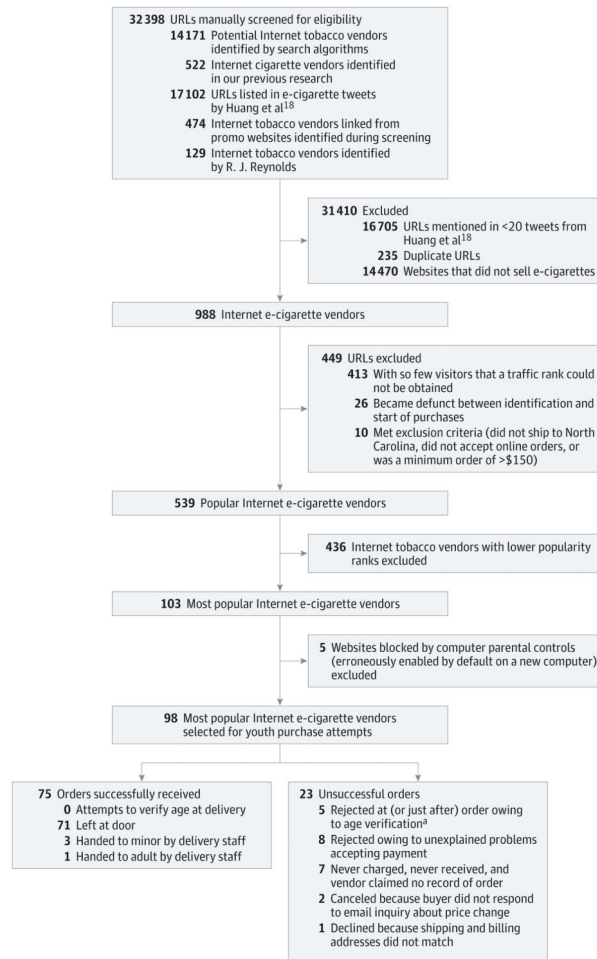 32 398 URLs manually screened for eligibility
14 171 Potential Internet tobacco vendors
identified by search algorithms
522 Internet cigarette vendors identified
in our previous research
17 102 URLs listed in e-cigarette tweets
by Huang et al18
474 Internet tobacco vendors linked from
promo websites identified during screening
129 Internet tobacco vendors identified
by R. J. Reynolds
31 410 Excluded
16 705 URLs mentioned in <20 tweets from
Huang et al18
235 Duplicate URLs
14 470 Websites that did not sell e-cigarettes
988 Internet e-cigarette vendors
449 URLs excluded
413 With so few visitors that a traffic rank could
not be obtained
26 Became defunct between identification and
start of purchases
10 Met exclusion criteria (did not ship to North
Carolina, did not accept online orders, or
was a minimum order of >$150)
539 Popular Internet e-cigarette vendors
436 Internet tobacco vendors with lower popularity
ranks excluded
103 Most popular Internet e-cigarette vendors
5 Websites blocked by computer parental controls
(erroneously enabled by default on a new computer)
excluded
98 Most popular Internet e-cigarette vendors
selected for youth purchase attempts
75 Orders successfully received
0 Attempts to verify age at delivery
71 Left at door
3 Handed to minor by delivery staff
1 Handed to adult by delivery staff
23 Unsuccessful orders
5 Rejected at (or just after) order owing
to age verificationa
8 Rejected owing to unexplained problems
accepting payment
7 Never charged, never received, and
vendor claimed no record of order
2 Canceled because buyer did not respond
to email inquiry about price change
1 Declined because shipping and billing
addresses did not match